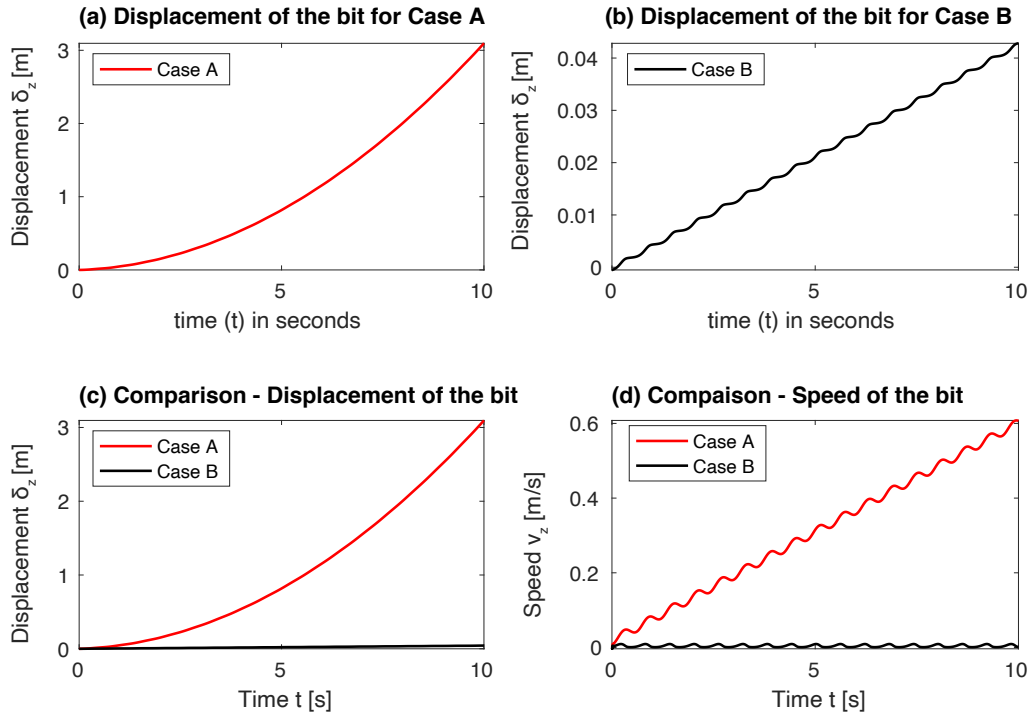 (a) Displacement of the bit for Case A
Displacement δ_z [m]
3
2
1
0
Case A
0
5
10
time (t) in seconds
(b) Displacement of the bit for Case B
Displacement δ_z [m]
0.04
0.03
0.02
0.01
0
Case B
0
5
10
time (t) in seconds
(c) Comparison - Displacement of the bit
Displacement δ_z [m]
3
2
1
0
Case A
Case B
0
5
10
Time t [s]
(d) Compaison - Speed of the bit
Speed v_z [m/s]
0.6
0.4
0.2
0
Case A
Case B
0
5
10
Time t [s]